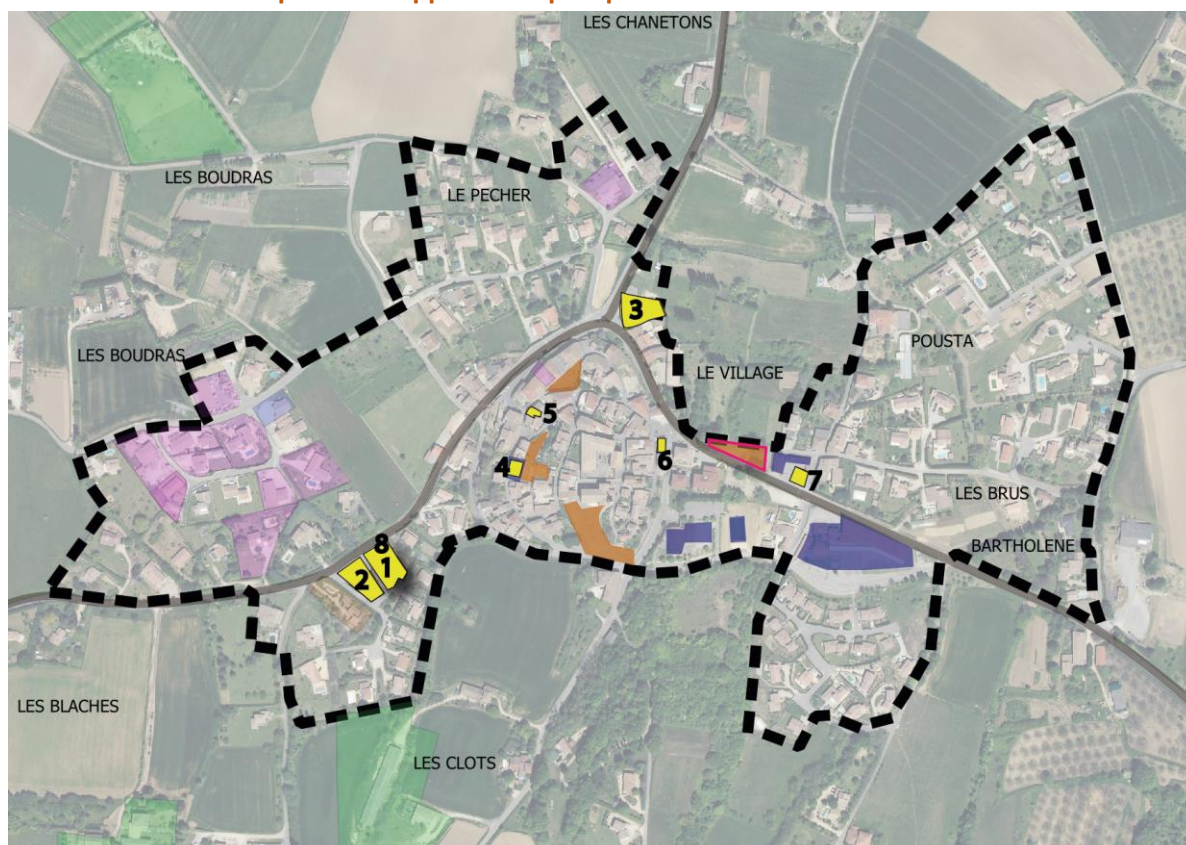 LES CHANETONS
LES BOUDRAS
LE PECHER
3
LES BOUDRAS
POUSTA
LE VILLAGE
5
6
4
7
LES BRUS
8
BARTHOLENE
1
2
LES BLACHES
LES CLOTS